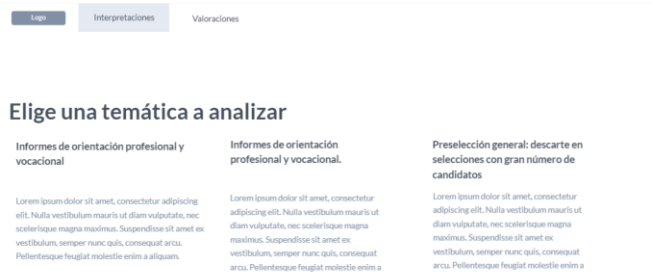 Logo
Interpretaciones
Valoraciones
Elige una temática a analizar
Informes de orientación profesional y
vocacional
Lorem ipsum dolor sit amet, consectetur adipiscing
elit. Nulla vestibulum mauris ut diam vulputate, nec
scelerisque magna maximus. Suspendisse sit amet ex
vestibulum, semper nunc quis, consequat arcu.
Pellentesque feugiat molestie enim a aliquam.
Informes de orientación
profesional y vocacional.
Lorem ipsum dolor sit amet, consectetur
adipiscing elit. Nulla vestibulum mauris ut
diam vulputate, nec scelerisque magna
maximus. Suspendisse sit amet ex
vestibulum, semper nunc quis, consequat
arcu. Pellentesque feugiat molestie enim a
Preselección general: descarte en
selecciones con gran número de
candidatos
Lorem ipsum dolor sit amet, consectetur
adipiscing elit. Nulla vestibulum mauris ut
diam vulputate, nec scelerisque magna
maximus. Suspendisse sit amet ex
vestibulum, semper nunc quis, consequat
arcu. Pellentesque feugiat molestie enim a